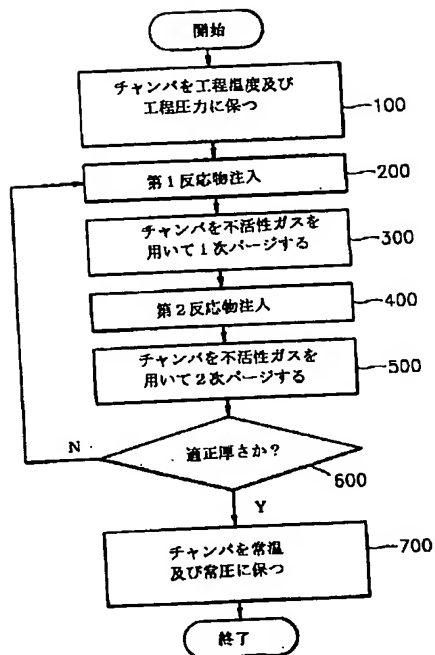 開始
チャンバを工程温度及び
工程圧力に保つ
100
第1反応物注入
200
チャンバを不活性ガスを
用いて1次パージする
300
第2反応物注入
400
チャンバを不活性ガスを
用いて2次パージする
500
適正厚さか?
N
600
Y
チャンバを常温
及び常圧に保つ
700
終了